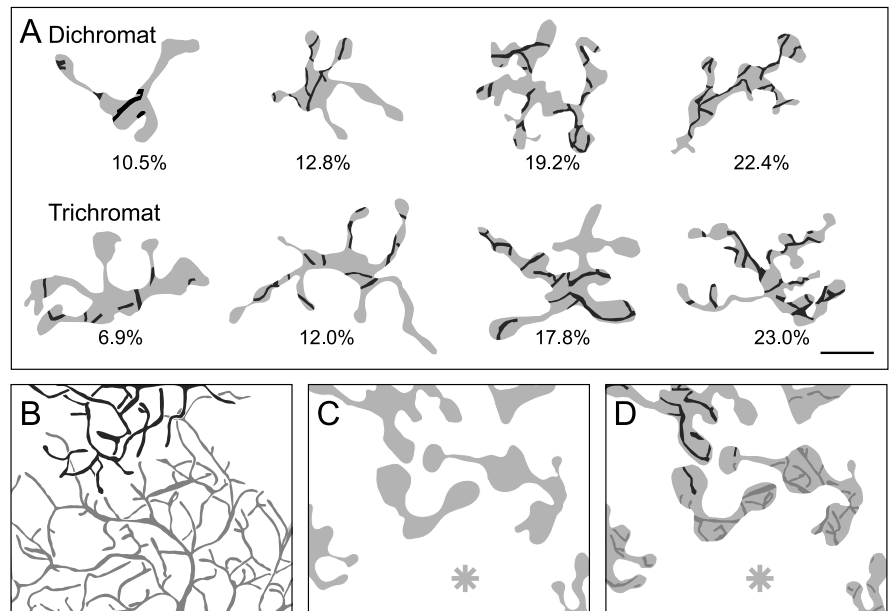 A Dichromat
10.5% 12.8% 19.2% 22.4%
Trichromat
6.9% 12.0% 17.8% 23.0%
B C D